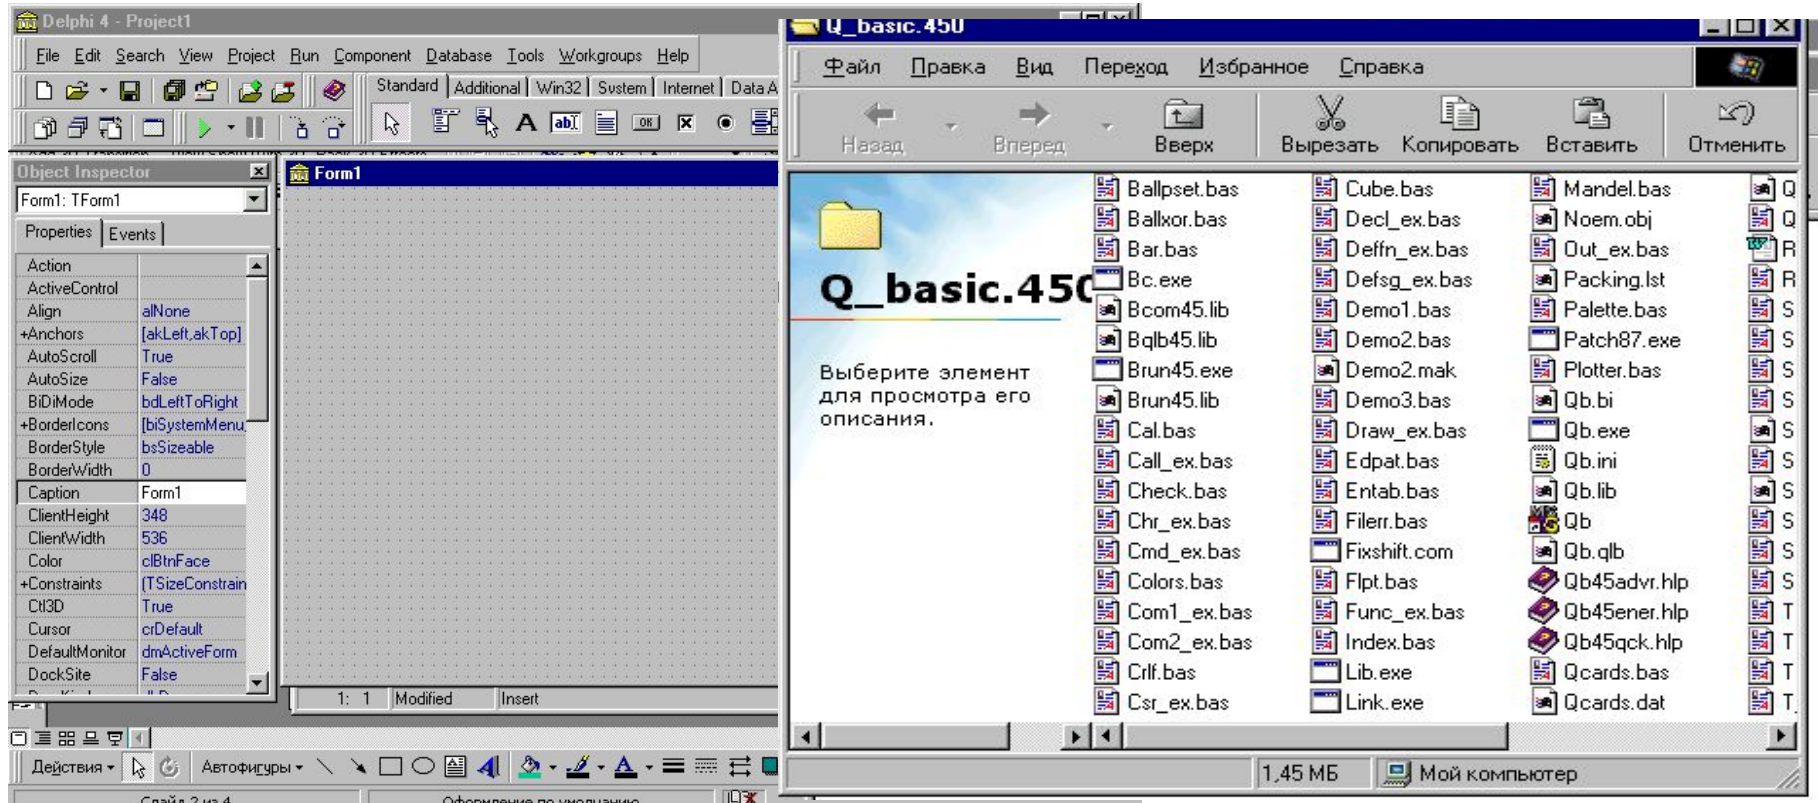 Delphi 4 - Project1
File Edit Search View Project Run Component Database Tools Workgroups Help
Standard Additional Win32 System Internet Data A
Object Inspector
Form1: TForm1
Properties Events
Action
ActiveControl
Align alNone
+Anchors [akLeft,akTop]
AutoScroll True
AutoSize False
BiDiMode bdLeftToRight
+BorderIcons [biSystemMenu,
BorderStyle bsSizeable
BorderWidth 0
Caption Form1
ClientHeight 348
ClientWidth 536
Color clBtnFace
+Constraints (TSizeConstrain
Ctl3D True
Cursor crDefault
DefaultMonitor dmActiveForm
DockSite False
Form1
1: 1 Modified Insert
Действия Автофигуры
Слайд 2 из 4 Оформление по умолчанию
Q_basic.450
Файл Правка Вид Переход Избранное Справка
Назад Вперед Вверх Вырезать Копировать Вставить Отменить
Q_basic.450
Выберите элемент
для просмотра его
описания.
Ballpset.bas
Ballxor.bas
Bar.bas
Bc.exe
Bcom45.lib
Bqlb45.lib
Brun45.exe
Brun45.lib
Cal.bas
Call_ex.bas
Check.bas
Chr_ex.bas
Cmd_ex.bas
Colors.bas
Com1_ex.bas
Com2_ex.bas
Crlf.bas
Csr_ex.bas
Cube.bas
Decl_ex.bas
Deffn_ex.bas
Defsg_ex.bas
Demo1.bas
Demo2.bas
Demo2.mak
Demo3.bas
Draw_ex.bas
Edpat.bas
Entab.bas
Filerr.bas
Fixshift.com
Flpt.bas
Func_ex.bas
Index.bas
Lib.exe
Link.exe
Mandel.bas
Noem.obj
Out_ex.bas
Packing.lst
Palette.bas
Patch87.exe
Plotter.bas
Qb.bi
Qb.exe
Qb.ini
Qb.lib
Qb
Qb.qlb
Qb45advr.hlp
Qb45ener.hlp
Qb45qck.hlp
Qcards.bas
Qcards.dat
Q
Q
R
R
S
S
S
S
S
S
S
S
S
S
T
T
T
T
1,45 МБ Мой компьютер